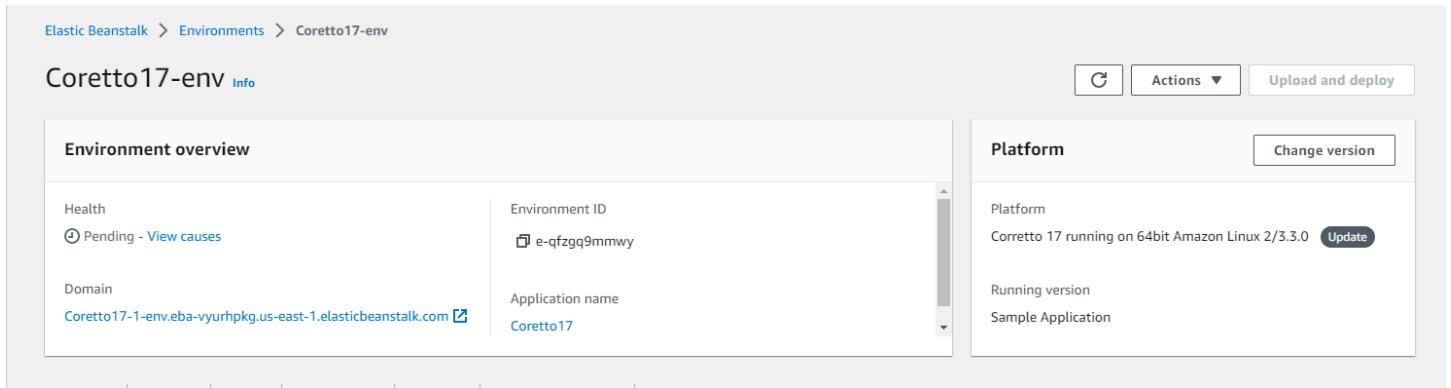 Elastic Beanstalk > Environments > Coretto17-env
Coretto17-env Info
Actions ▼
Upload and deploy
Environment overview
Health
Pending - View causes
Domain
Coretto17-1-env.eba-vyurhpkg.us-east-1.elasticbeanstalk.com
Environment ID
e-qfzgq9mmwy
Application name
Coretto17
Platform
Change version
Platform
Corretto 17 running on 64bit Amazon Linux 2/3.3.0 Update
Running version
Sample Application